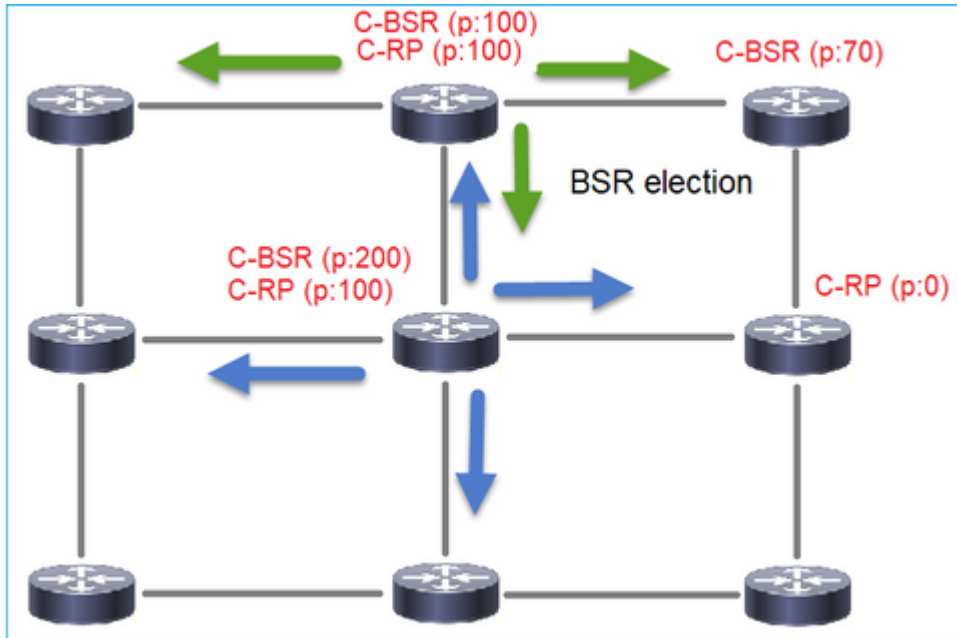 C-BSR (p:100)
C-RP (p:100)
C-BSR (p:70)
BSR election
C-BSR (p:200)
C-RP (p:100)
C-RP (p:0)